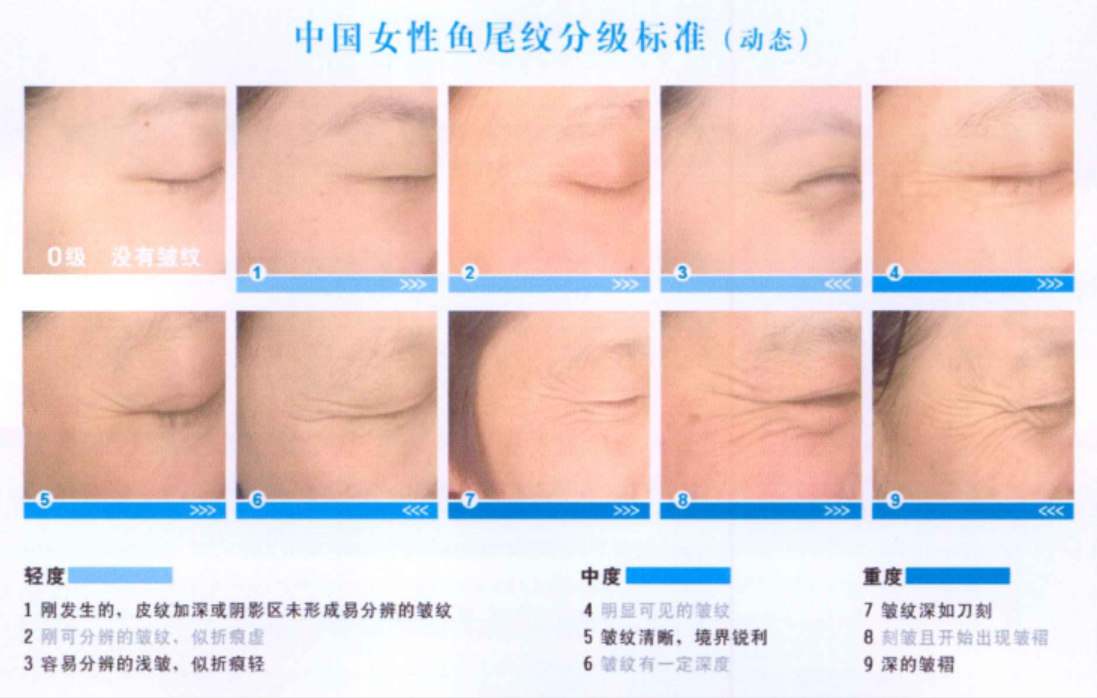 中国女性鱼尾纹分级标准（动态）
0级 没有皱纹
1 >>>
2 >>>
3 <<<
4 >>>
5 >>>
6 <<<
7 >>>
8 >>>
9 <<<
轻度
1 刚发生的，皮纹加深或阴影区未形成易分辨的皱纹
2 刚可分辨的皱纹、似折痕虚
3 容易分辨的浅皱、似折痕轻
中度
4 明显可见的皱纹
5 皱纹清晰，境界锐利
6 皱纹有一定深度
重度
7 皱纹深如刀刻
8 刻皱且开始出现皱褶
9 深的皱褶